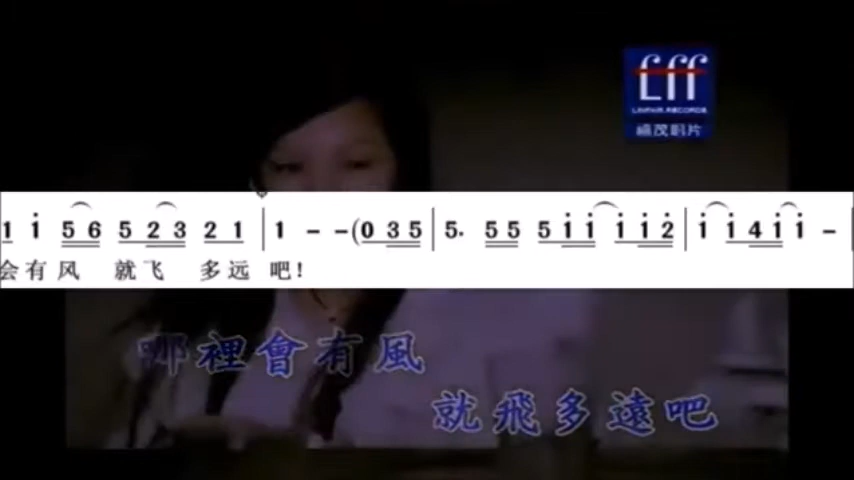 Lff
LINFAIR RECORDS
福茂唱片
1 i 5 6 5 2 3 2 1 | 1 - -(0 3 5 | 5. 5 5 5 i i i i 2 | i i 4 i i -
会有风 就飞 多远吧!
哪裡會有風
就飛多遠吧